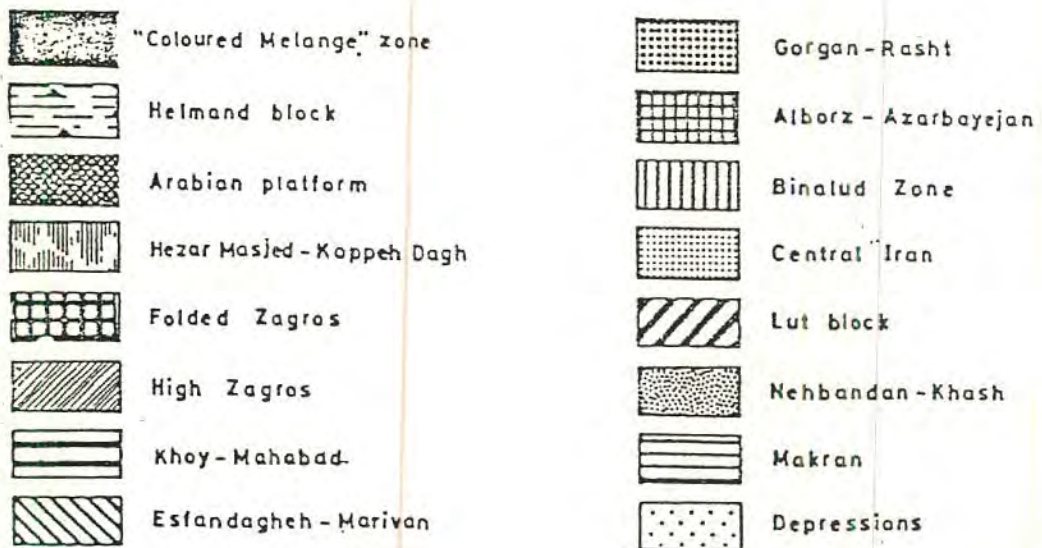 "Coloured Melange" zone
Helmand block
Arabian platform
Hezar Masjed-Koppeh Dagh
Folded Zagros
High Zagros
Khoy-Mahabad
Esfandagheh-Marivan
Gorgan-Rasht
Alborz-Azarbayejan
Binalud Zone
Central Iran
Lut block
Nehbandan-Khash
Makran
Depressions